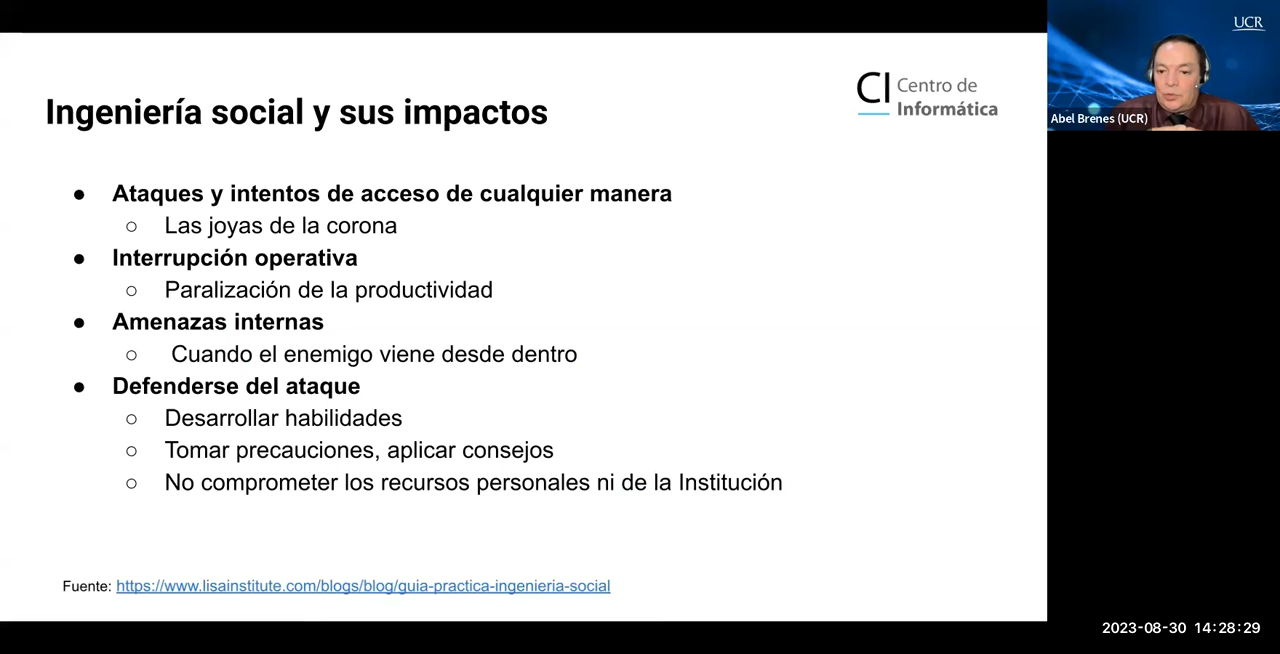 Ingeniería social y sus impactos
CI Centro de
Informática
● Ataques y intentos de acceso de cualquier manera
○ Las joyas de la corona
● Interrupción operativa
○ Paralización de la productividad
● Amenazas internas
○ Cuando el enemigo viene desde dentro
● Defenderse del ataque
○ Desarrollar habilidades
○ Tomar precauciones, aplicar consejos
○ No comprometer los recursos personales ni de la Institución
Fuente: https://www.lisainstitute.com/blogs/blog/guia-practica-ingenieria-social
UCR
Abel Brenes (UCR)
2023-08-30 14:28:29